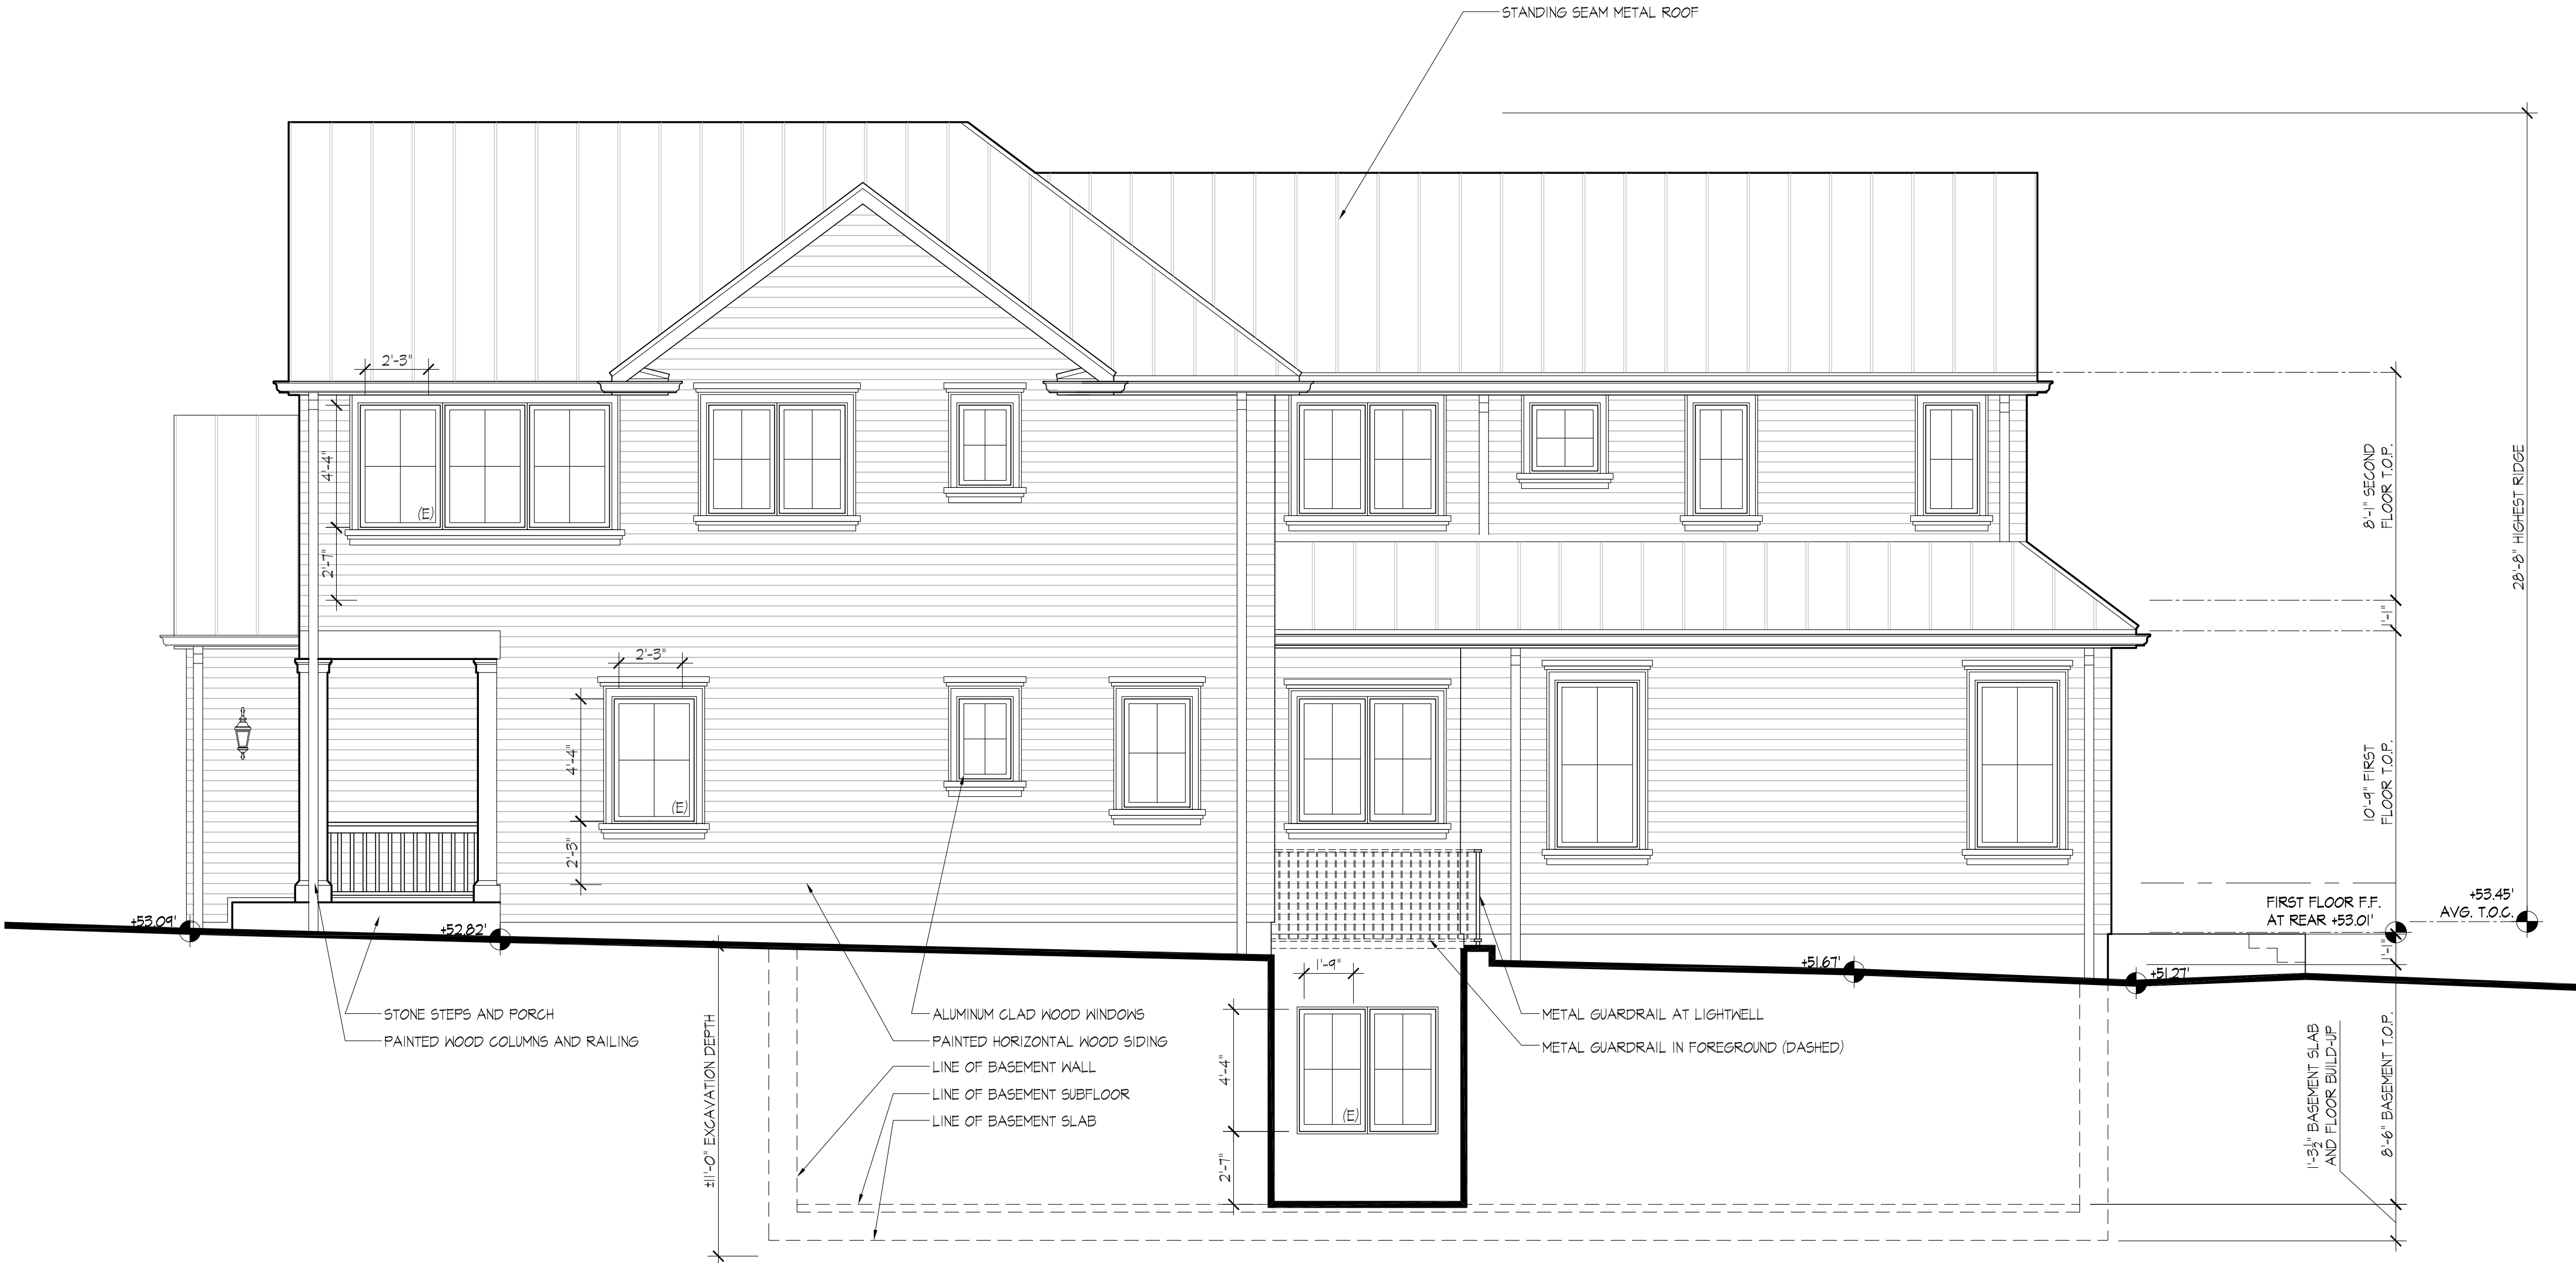 STANDING SEAM METAL ROOF
2'-3"
4'-4"
(E)
2'-7"
8'-1" SECOND
FLOOR T.O.P.
28'-8" HIGHEST RIDGE
1'-1"
2'-3"
4'-4"
(E)
2'-3"
10'-9" FIRST
FLOOR T.O.P.
+53.09'
+52.82'
FIRST FLOOR F.F.
AT REAR +53.01'
+53.45'
AVG. T.O.C.
1'-1"
1'-9"
+51.67'
+51.27'
STONE STEPS AND PORCH
PAINTED WOOD COLUMNS AND RAILING
±11'-0" EXCAVATION DEPTH
ALUMINUM CLAD WOOD WINDOWS
PAINTED HORIZONTAL WOOD SIDING
LINE OF BASEMENT WALL
LINE OF BASEMENT SUBFLOOR
LINE OF BASEMENT SLAB
4'-4"
(E)
2'-7"
METAL GUARDRAIL AT LIGHTWELL
METAL GUARDRAIL IN FOREGROUND (DASHED)
1'-3½" BASEMENT SLAB
AND FLOOR BUILD-UP
8'-6" BASEMENT T.O.P.